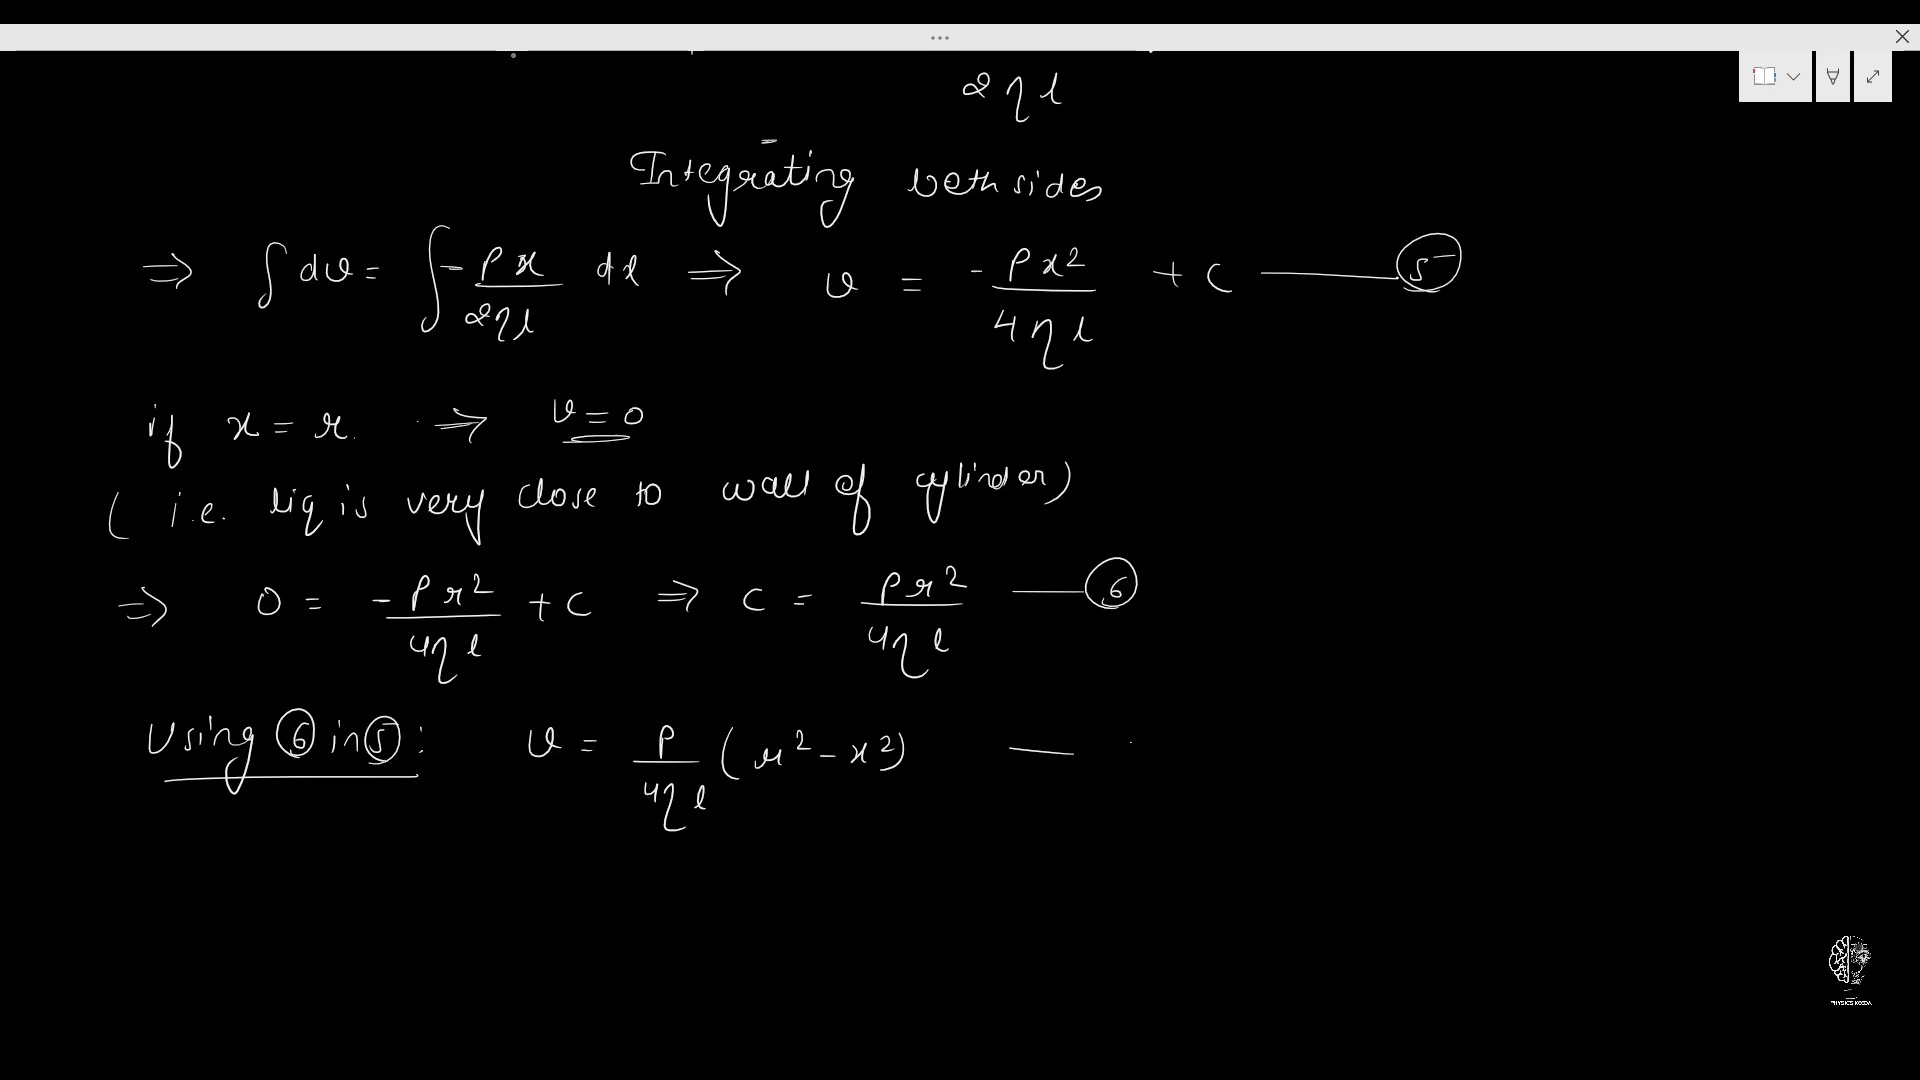 2ηl
Integrating both sides
⇒ ∫dv = ∫ -Px/2ηl dx ⇒ v = -Px²/4ηl + C —— (5)
if x = r. ⇒ v = 0
(i.e. liq is very close to wall of cylinder)
⇒ 0 = -Pr²/4ηl + C ⇒ C = Pr²/4ηl —— (6)
Using (6) in (5): v = P/4ηl (r² - x²) ——